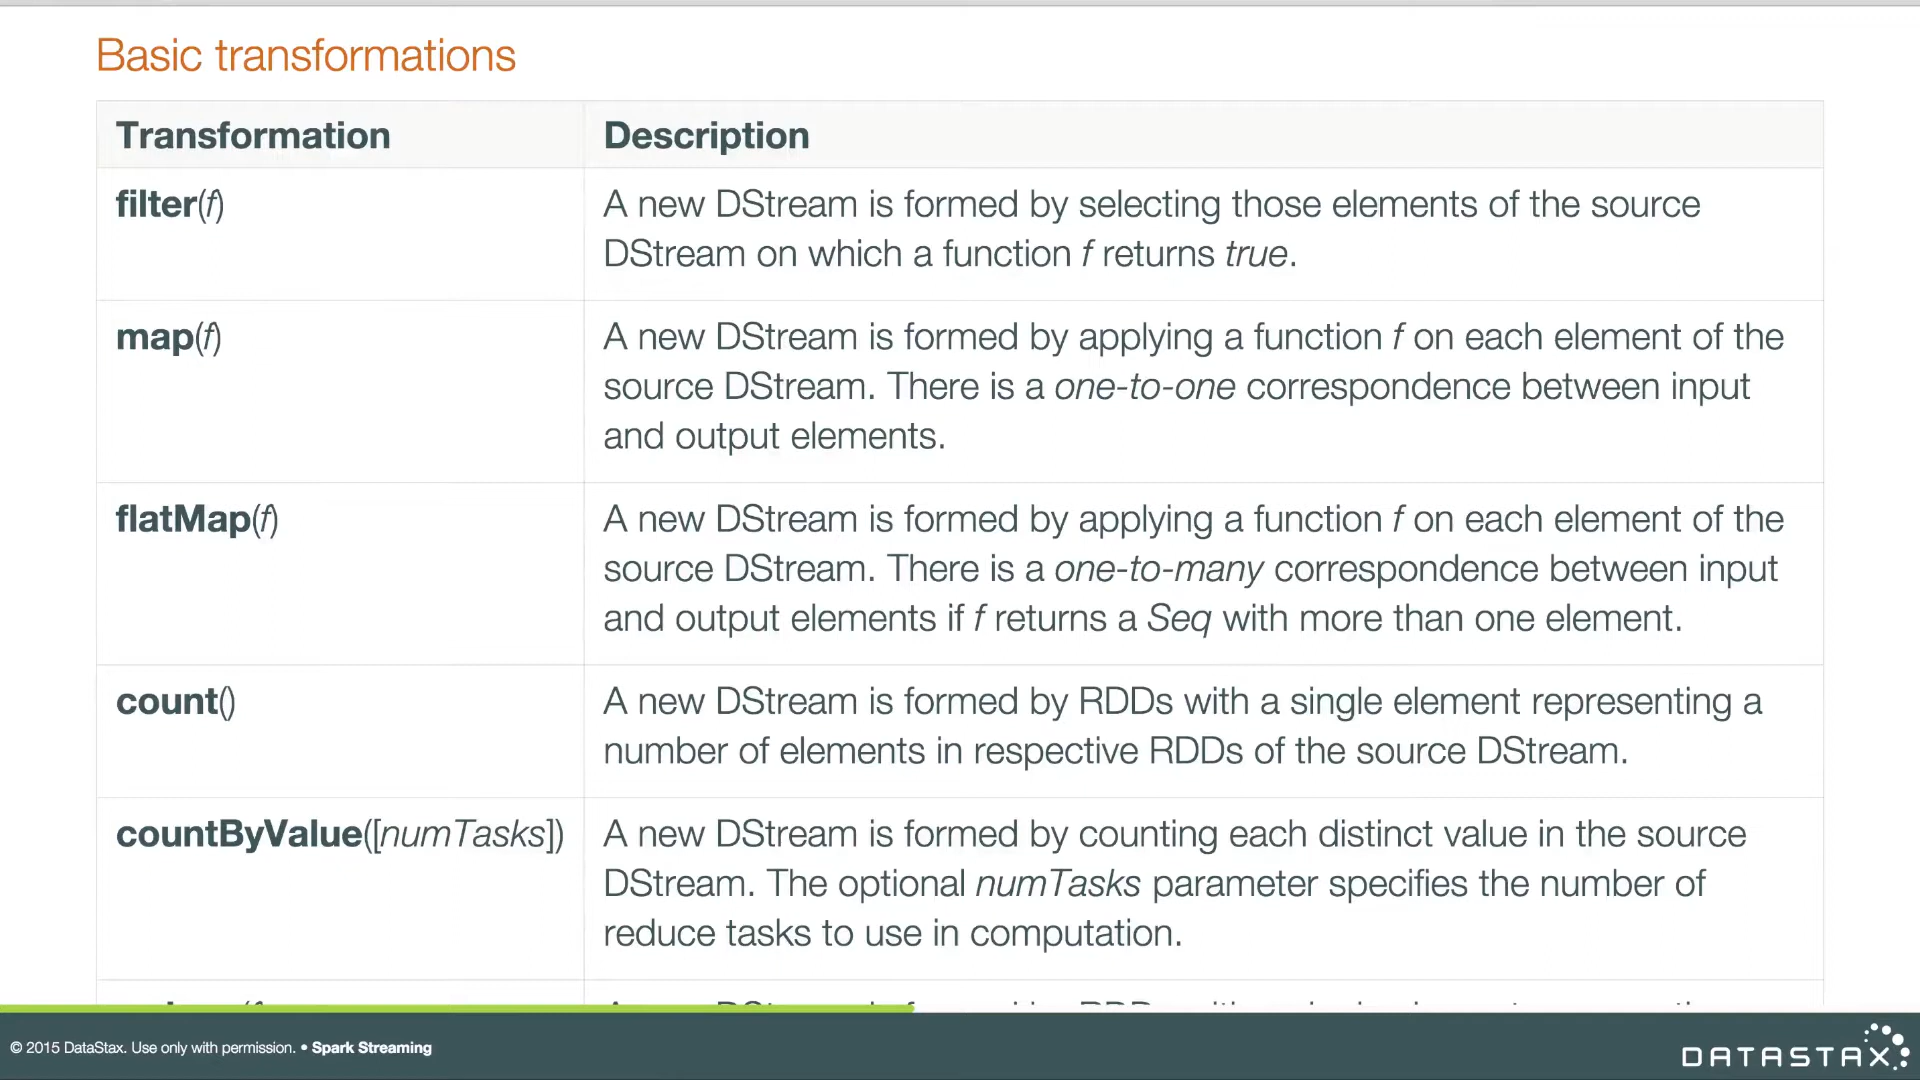 Basic transformations
Transformation Description
filter(f) A new DStream is formed by selecting those elements of the source
DStream on which a function f returns true.
map(f) A new DStream is formed by applying a function f on each element of the
source DStream. There is a one-to-one correspondence between input
and output elements.
flatMap(f) A new DStream is formed by applying a function f on each element of the
source DStream. There is a one-to-many correspondence between input
and output elements if f returns a Seq with more than one element.
count() A new DStream is formed by RDDs with a single element representing a
number of elements in respective RDDs of the source DStream.
countByValue([numTasks]) A new DStream is formed by counting each distinct value in the source
DStream. The optional numTasks parameter specifies the number of
reduce tasks to use in computation.
© 2015 DataStax. Use only with permission. • Spark Streaming
DATASTAX